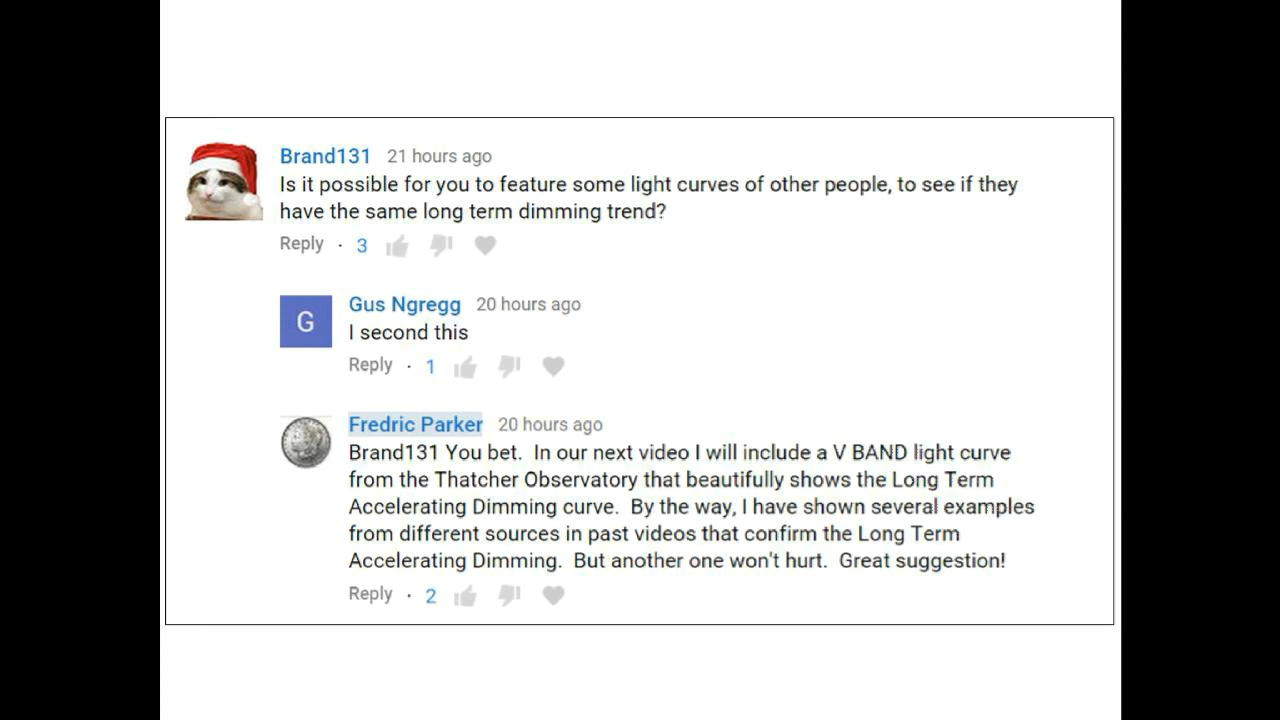 Brand131 21 hours ago
Is it possible for you to feature some light curves of other people, to see if they
have the same long term dimming trend?
Reply · 3
G
Gus Ngregg 20 hours ago
I second this
Reply · 1
Fredric Parker 20 hours ago
Brand131 You bet.  In our next video I will include a V BAND light curve
from the Thatcher Observatory that beautifully shows the Long Term
Accelerating Dimming curve.  By the way, I have shown several examples
from different sources in past videos that confirm the Long Term
Accelerating Dimming.  But another one won't hurt.  Great suggestion!
Reply · 2